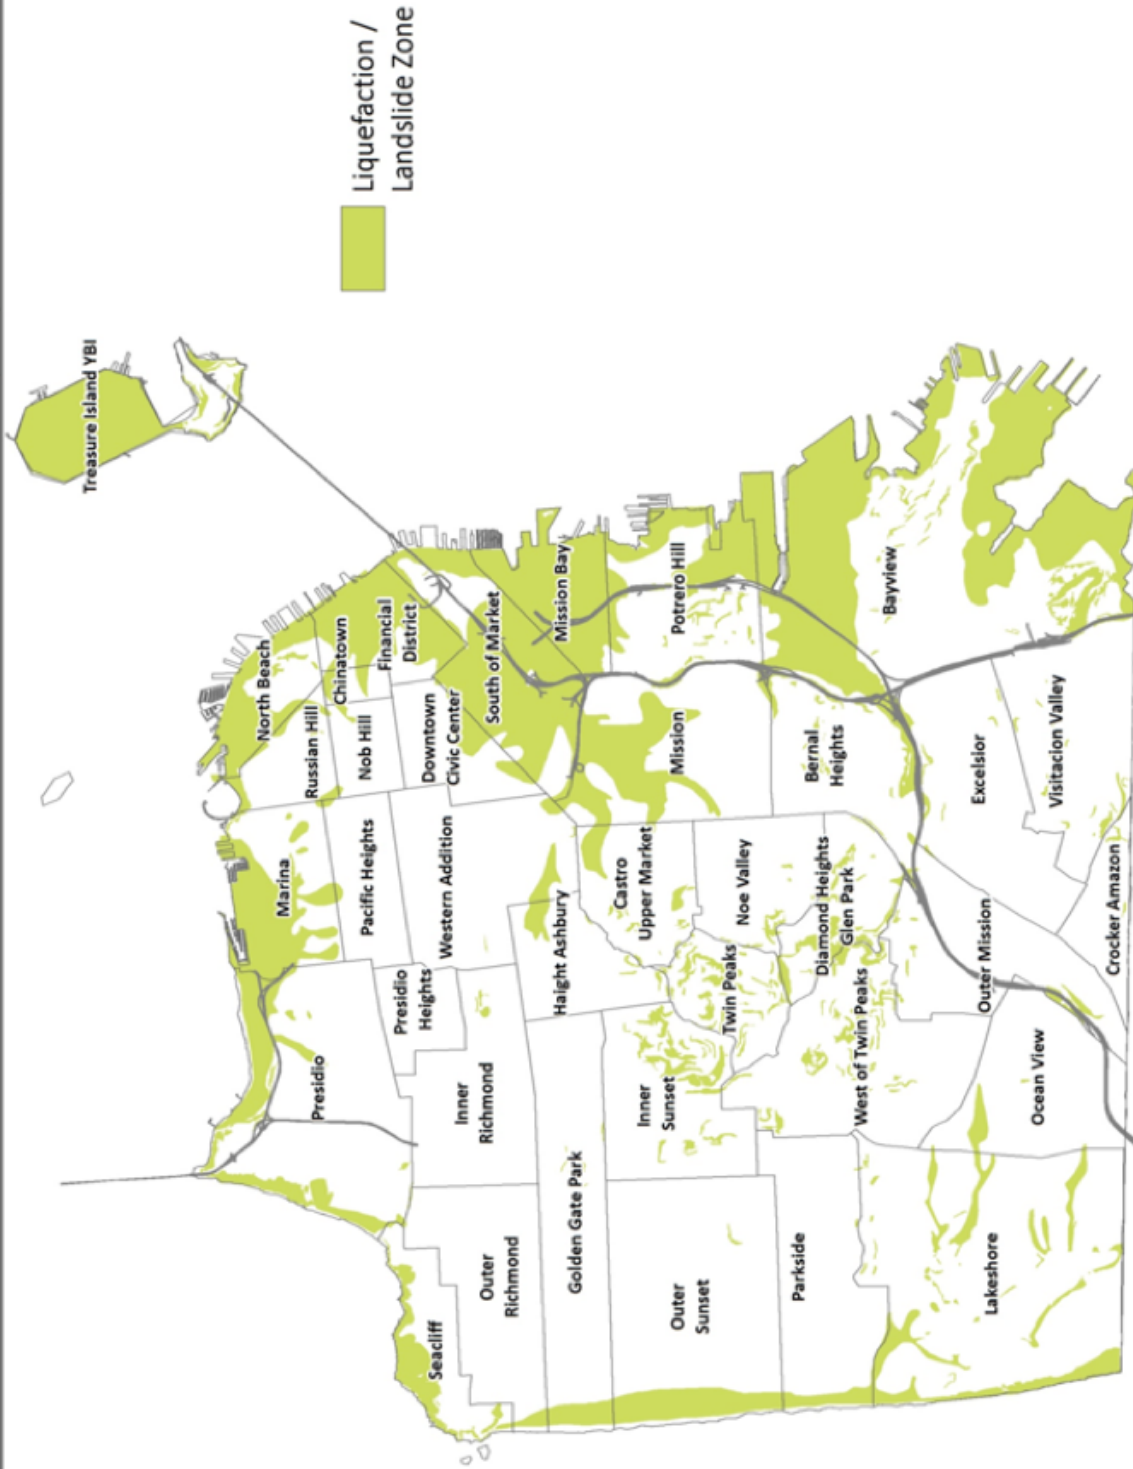 Treasure Island YBI
Liquefaction /
Landslide Zone
North Beach
Chinatown
Financial
District
Russian Hill
Nob Hill
Downtown
Civic Center
South of Market
Mission Bay
Potrero Hill
Bayview
Marina
Pacific Heights
Western Addition
Presidio
Presidio
Heights
Inner
Richmond
Outer
Richmond
Seacliff
Golden Gate Park
Haight Ashbury
Castro
Upper Market
Mission
Noe Valley
Bernal
Heights
Diamond Heights
Glen Park
Twin Peaks
West of Twin Peaks
Inner
Sunset
Outer
Sunset
Parkside
Lakeshore
Ocean View
Outer Mission
Excelsior
Visitacion Valley
Crocker Amazon